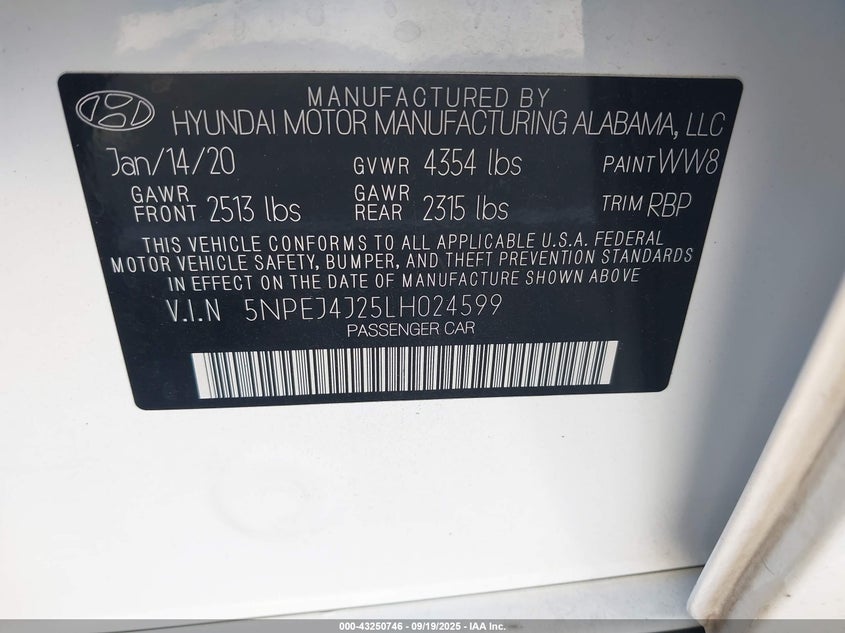 MANUFACTURED BY
HYUNDAI MOTOR MANUFACTURING ALABAMA, LLC
Jan/14/20 GVWR 4354 lbs PAINT WW8
GAWR FRONT 2513 lbs GAWR REAR 2315 lbs TRIM RBP
THIS VEHICLE CONFORMS TO ALL APPLICABLE U.S.A. FEDERAL
MOTOR VEHICLE SAFETY, BUMPER, AND THEFT PREVENTION STANDARDS
IN EFFECT ON THE DATE OF MANUFACTURE SHOWN ABOVE
V.I.N 5NPEJ4J25LH024599
PASSENGER CAR
000-43250746 - 09/19/2025 - IAA Inc.